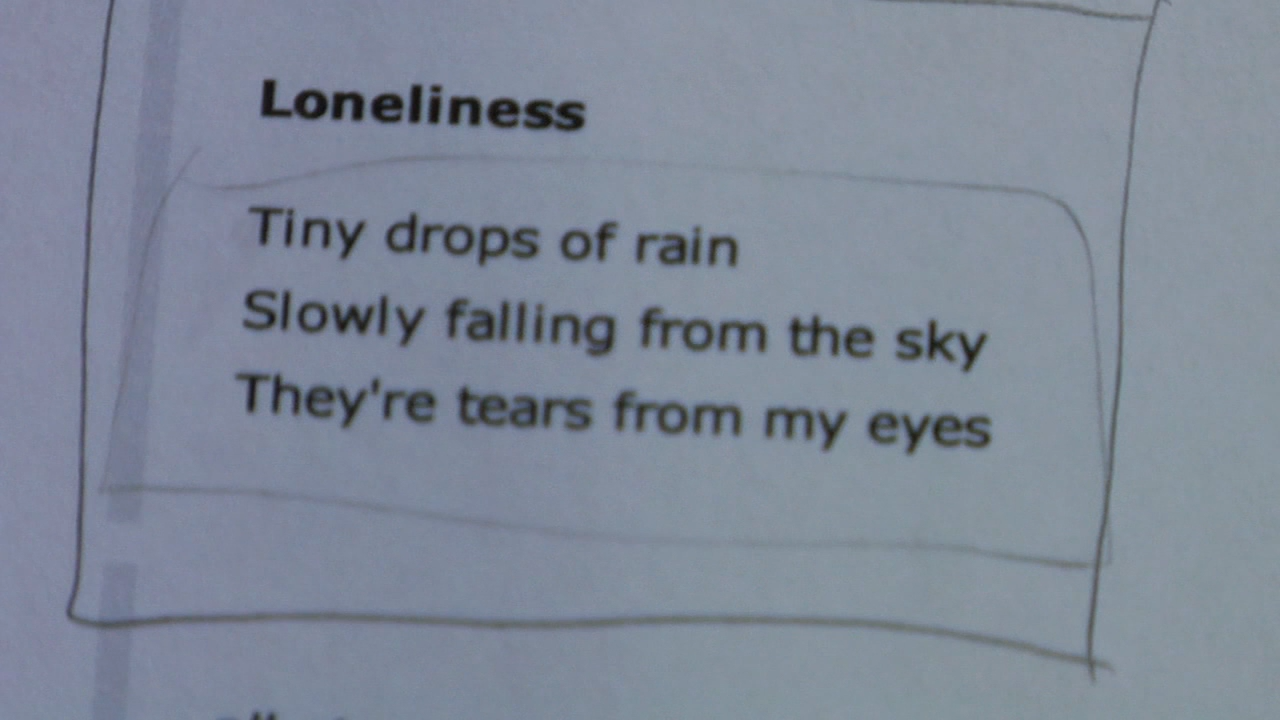 Loneliness
Tiny drops of rain
Slowly falling from the sky
They're tears from my eyes